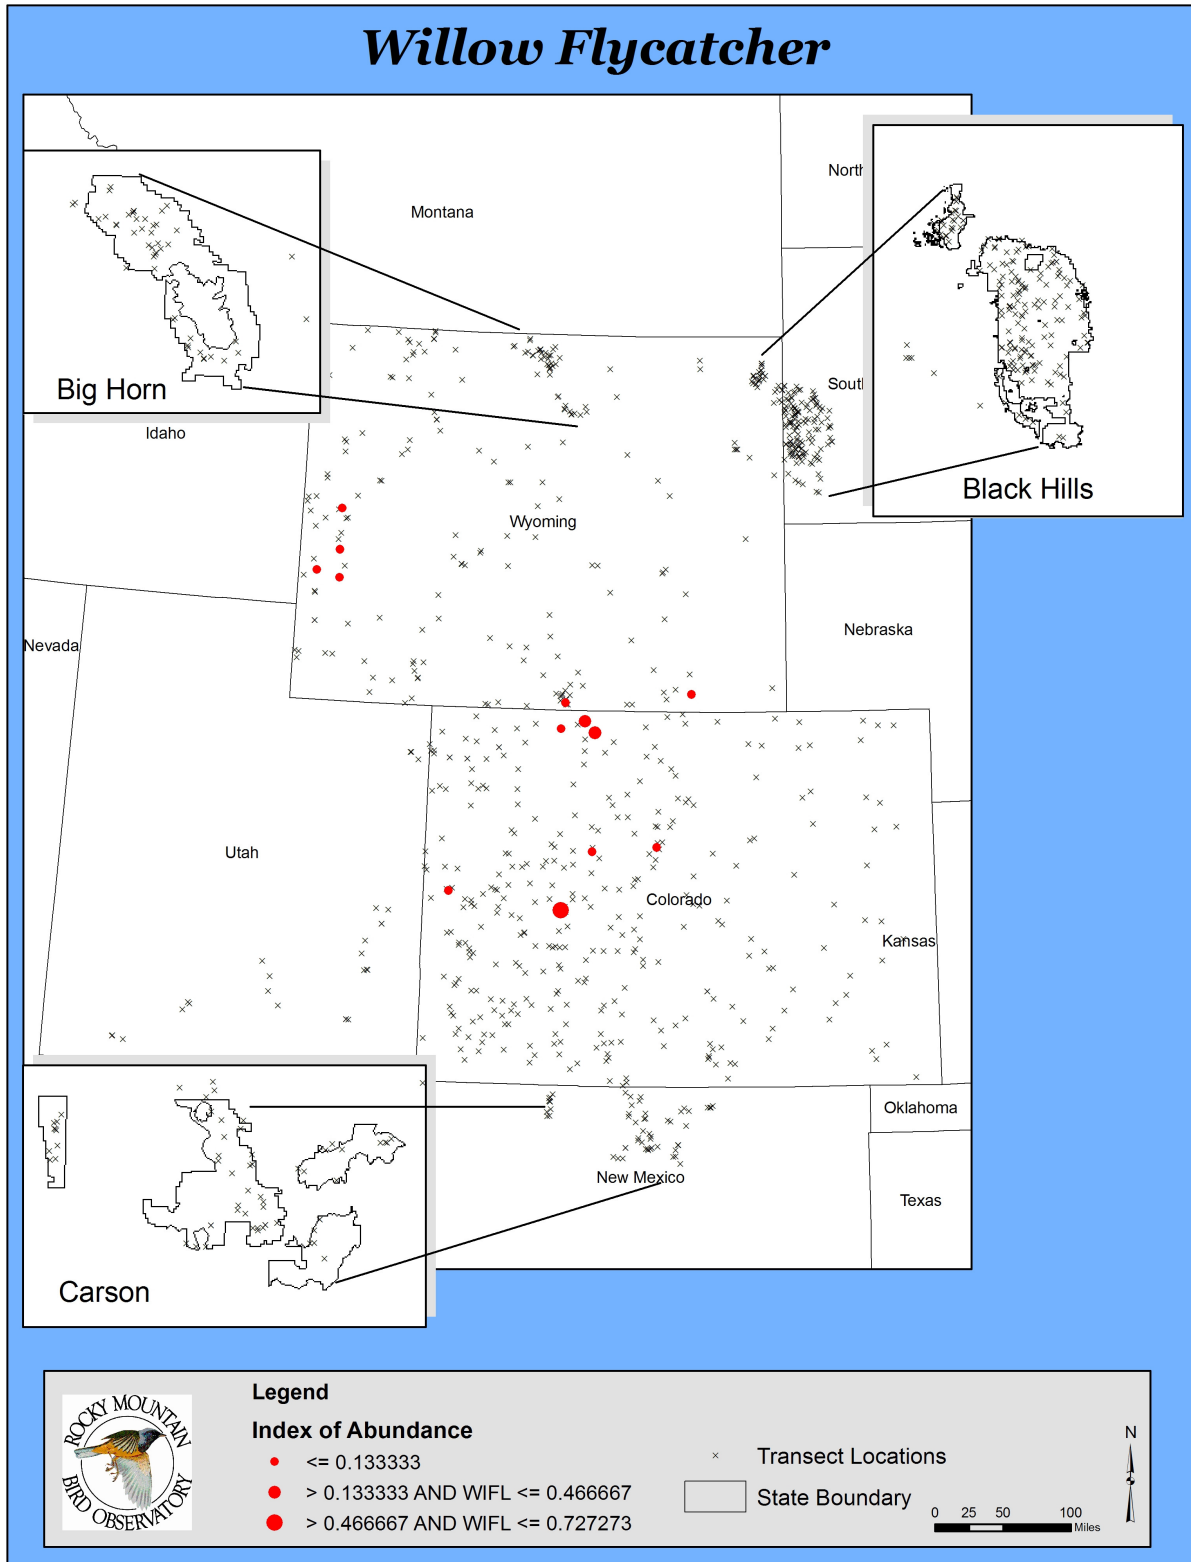 Willow Flycatcher
North
Montana
Big Horn
South
Idaho
Black Hills
Wyoming
Nevada
Nebraska
Utah
Colorado
Kansas
Oklahoma
New Mexico
Texas
Carson
Legend
Index of Abundance
<= 0.133333
> 0.133333 AND WIFL <= 0.466667
> 0.466667 AND WIFL <= 0.727273
Transect Locations
State Boundary
N
0 25 50 100
Miles
ROCKY MOUNTAIN
BIRD OBSERVATORY